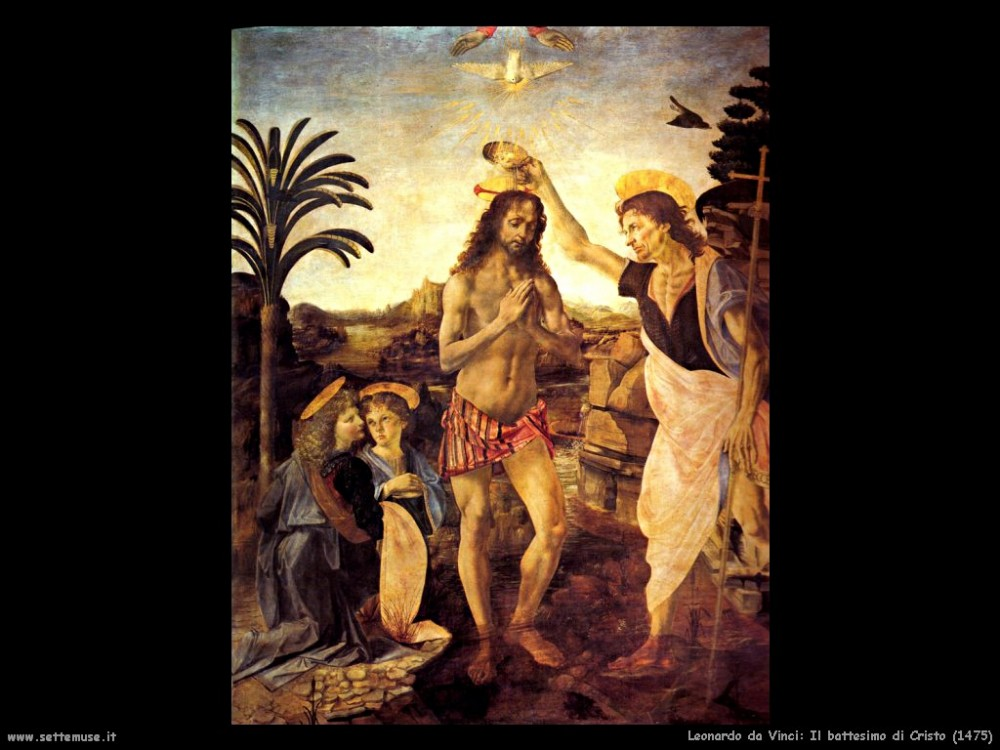 www.settemuse.it
Leonardo da Vinci: Il battesimo di Cristo (1475)